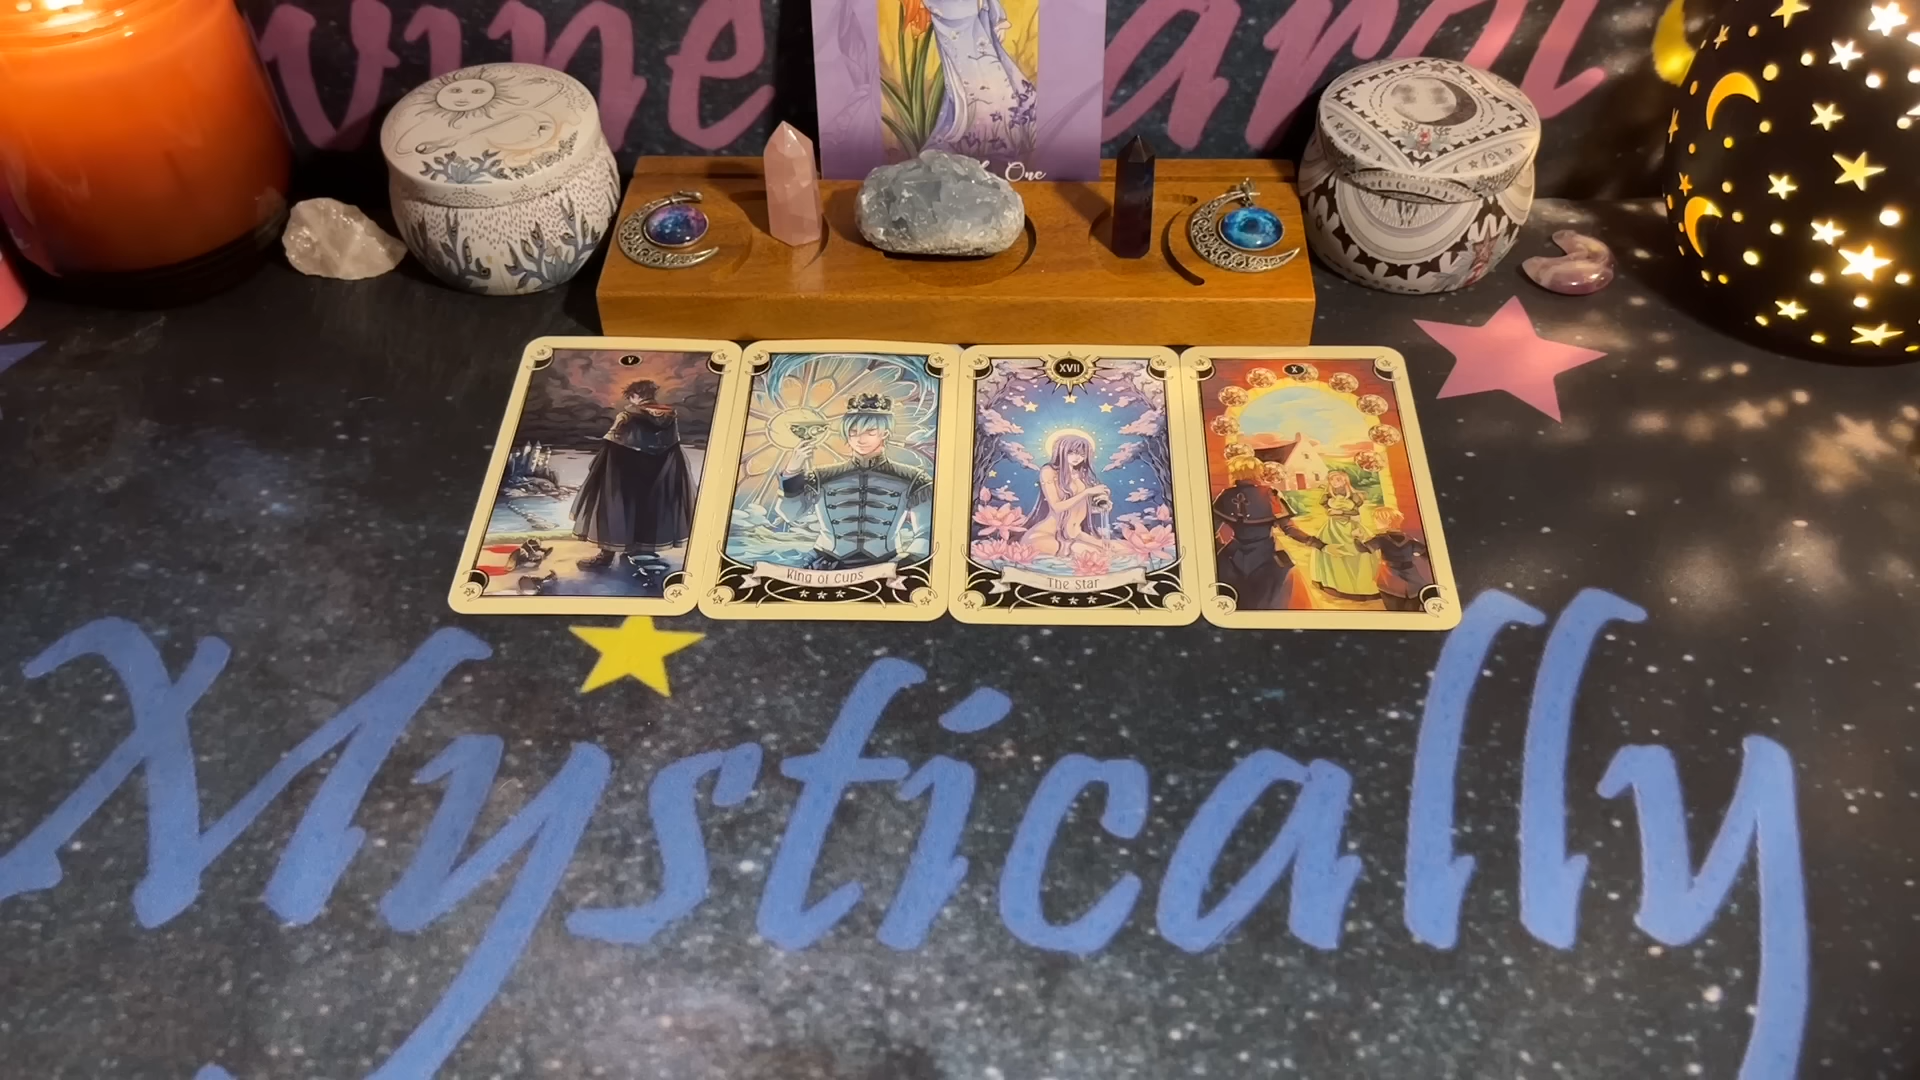 One
V
King of Cups
XVII
The Star
X
Mystically